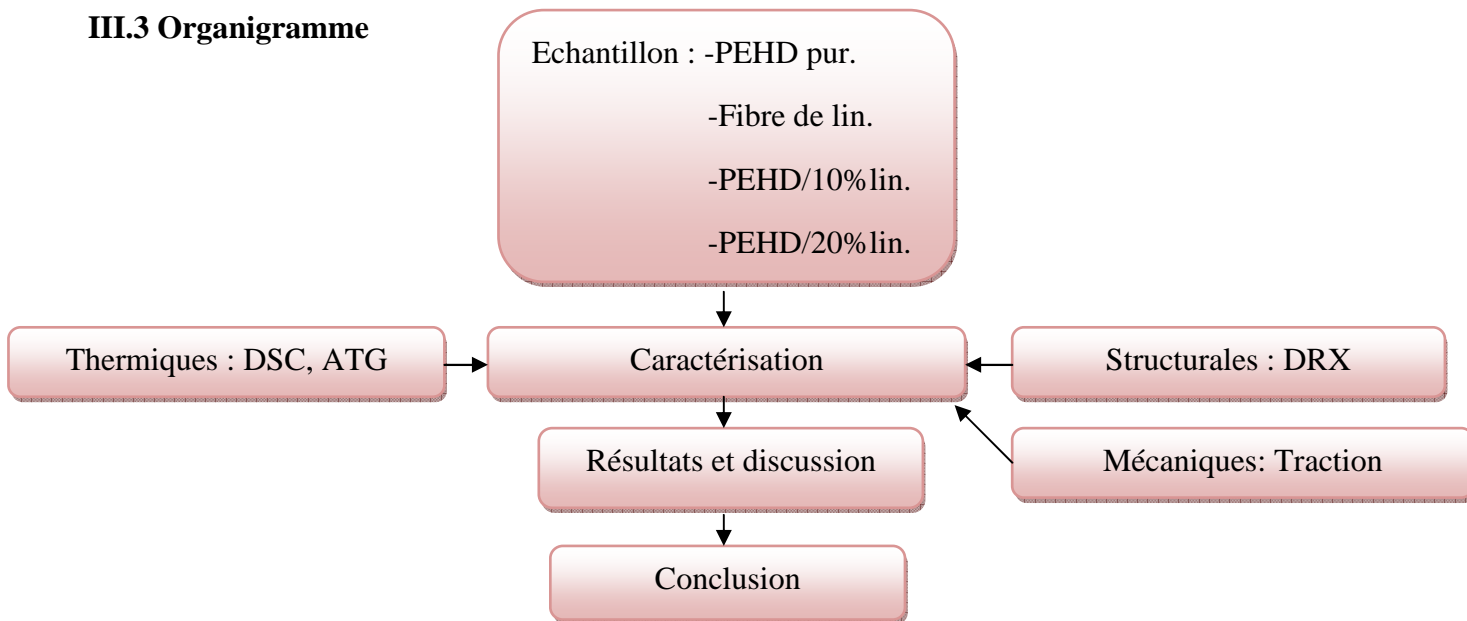 III.3 Organigramme
Echantillon : -PEHD pur.
-Fibre de lin.
-PEHD/10%lin.
-PEHD/20%lin.
Thermiques : DSC, ATG
Caractérisation
Structurales : DRX
Résultats et discussion
Mécaniques: Traction
Conclusion